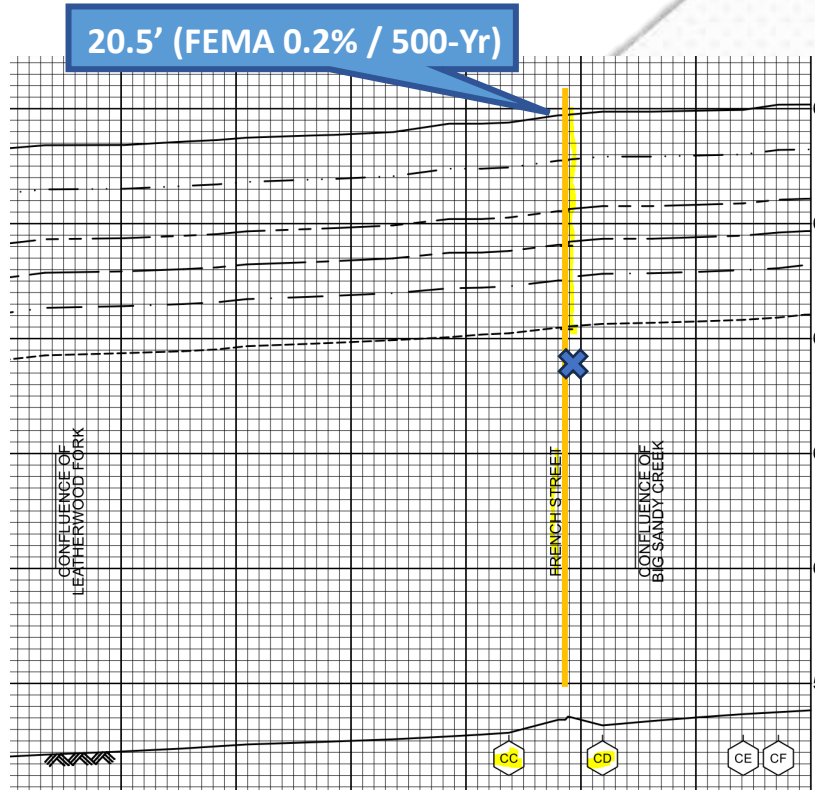 20.5’ (FEMA 0.2% / 500-Yr)
CONFLUENCE OF
LEATHERWOOD FORK
FRENCH STREET
CONFLUENCE OF
BIG SANDY CREEK
CC
CD
CE
CF